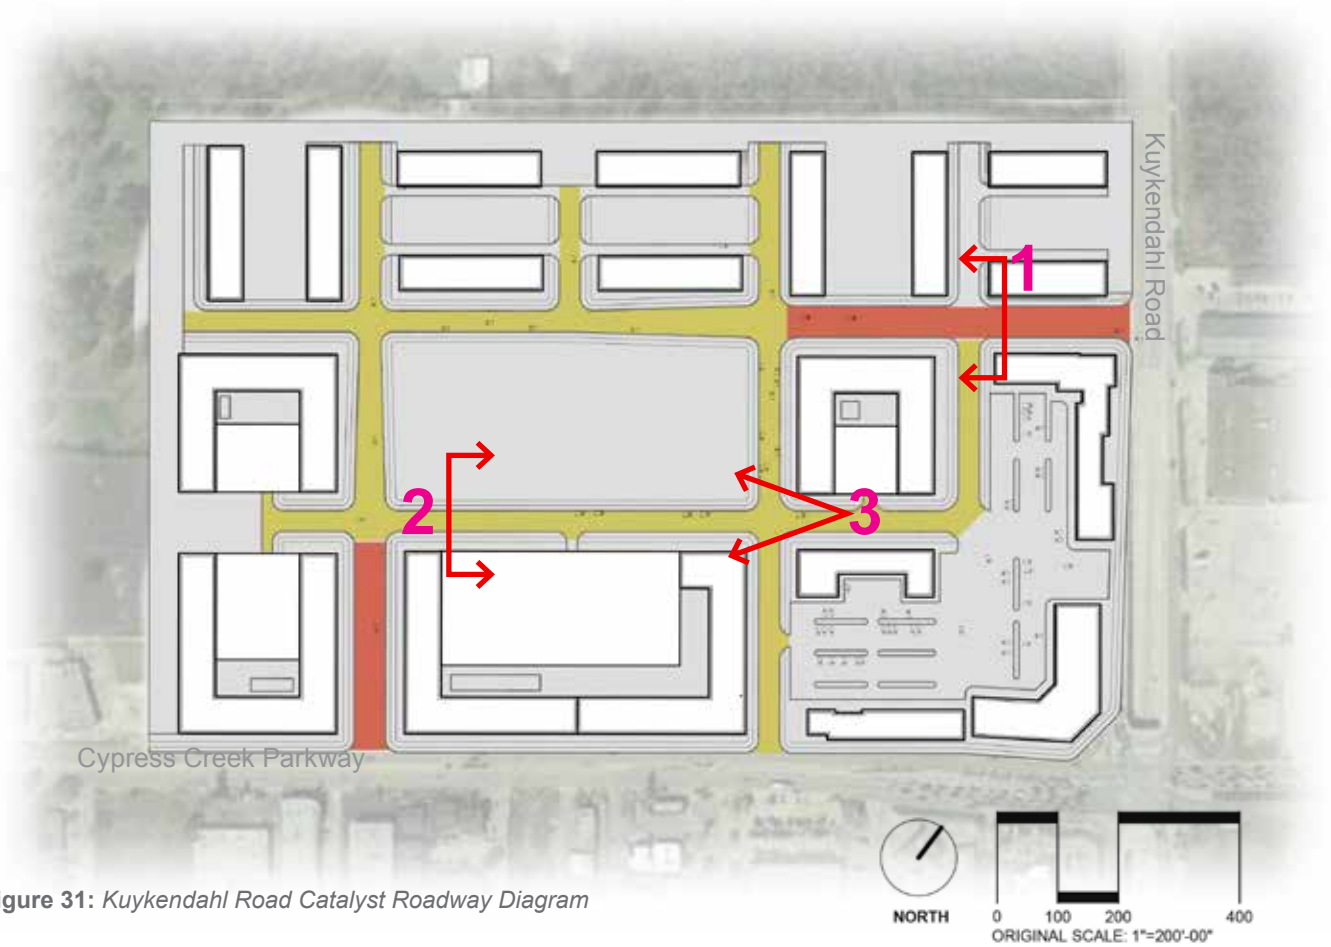 Kuykendahl Road
1
2
3
Cypress Creek Parkway
NORTH
0 100 200 400
ORIGINAL SCALE: 1"=200'-00"
igure 31: Kuykendahl Road Catalyst Roadway Diagram